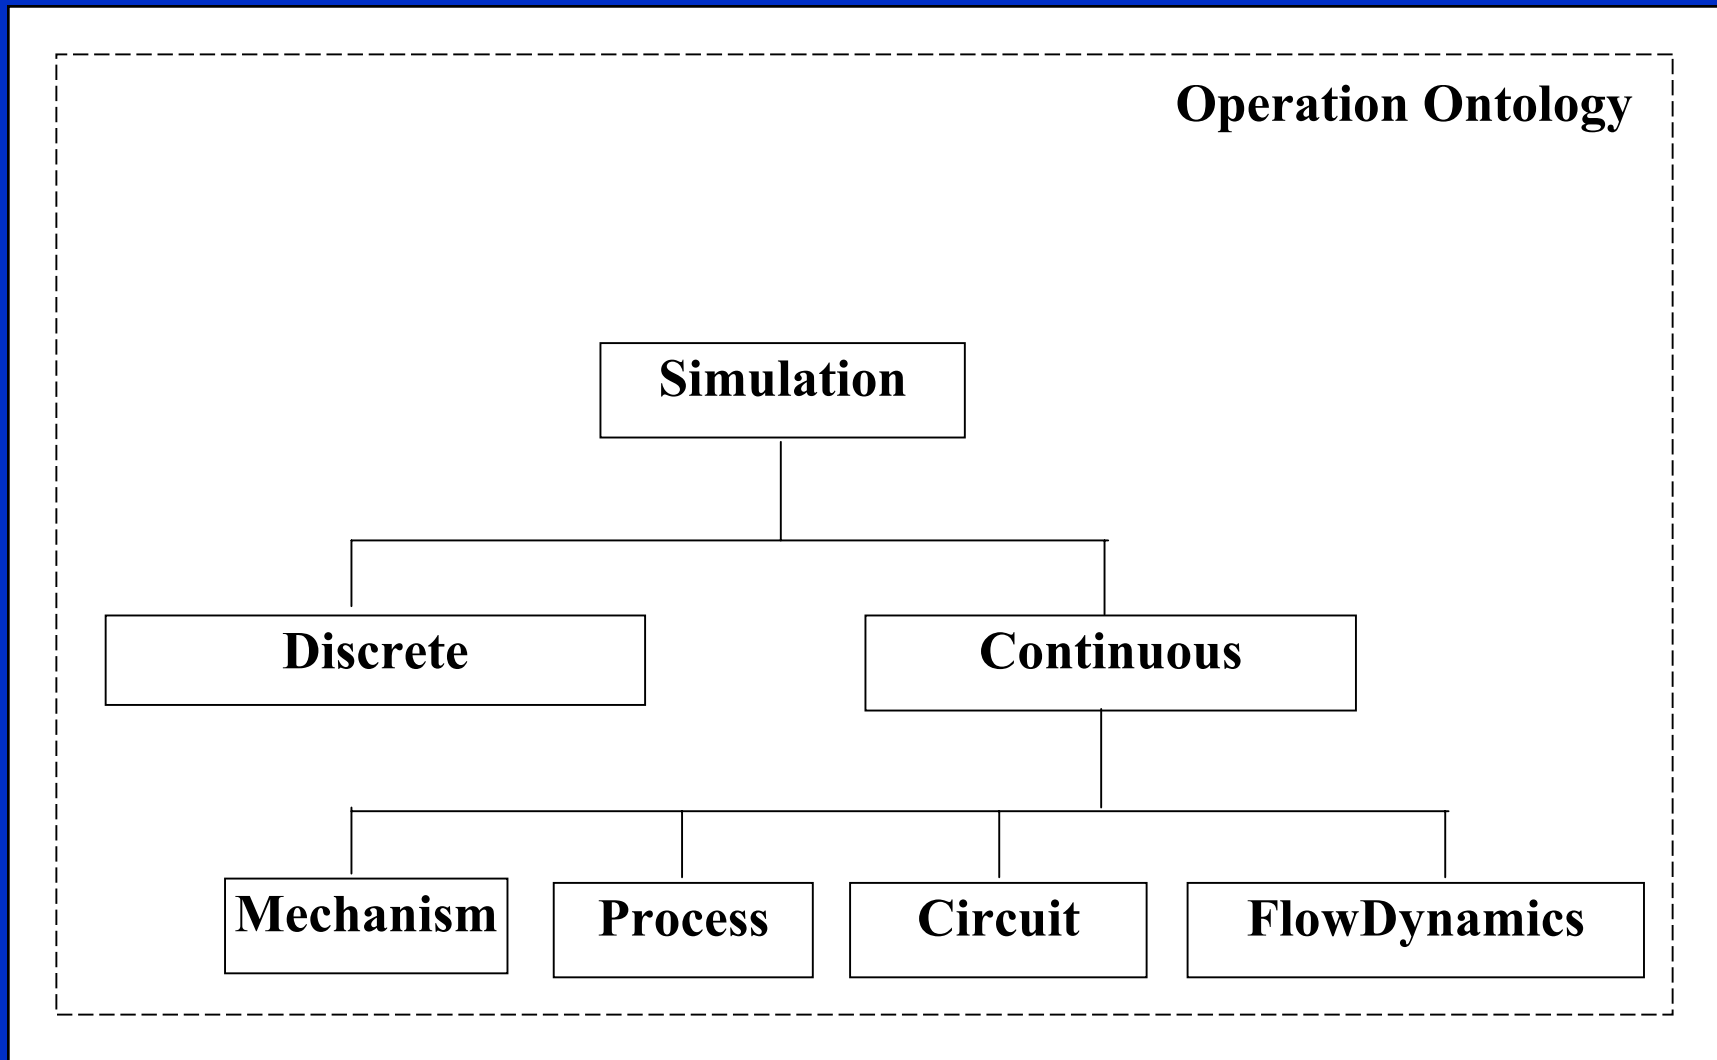 Operation Ontology
Simulation
Discrete
Continuous
Mechanism
Process
Circuit
FlowDynamics